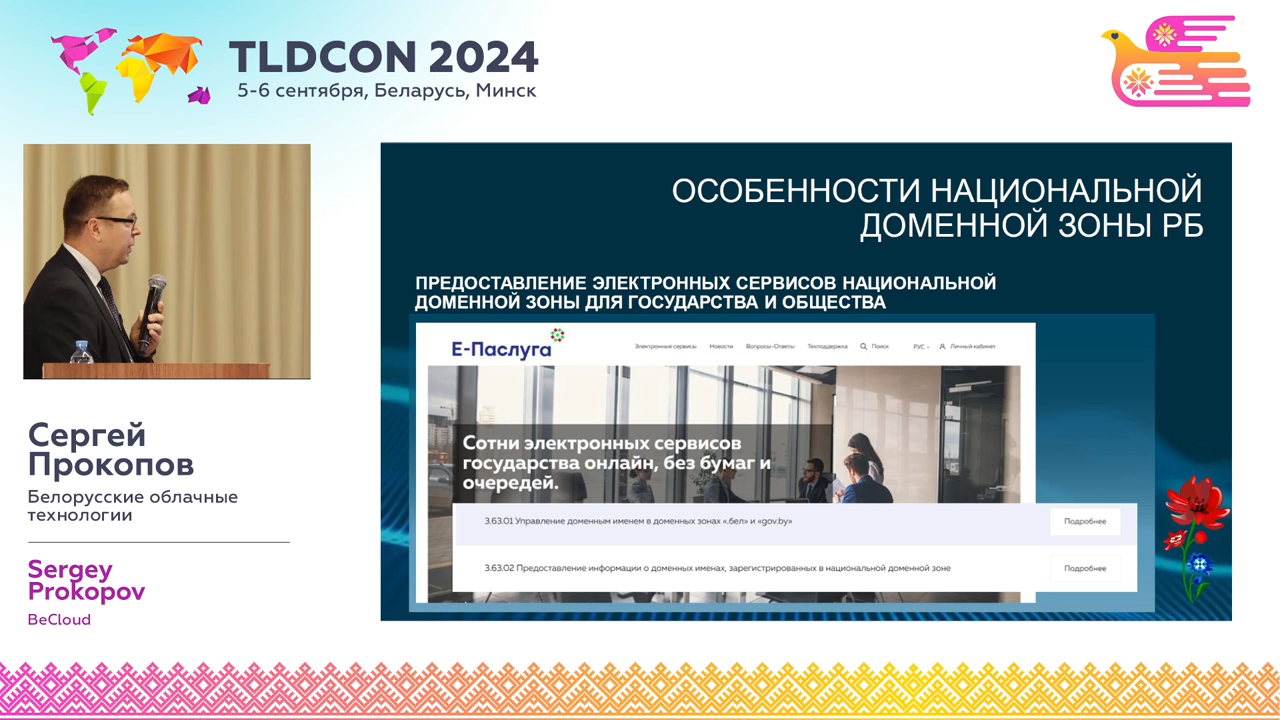 TLDCON 2024
5-6 сентября, Беларусь, Минск
Сергей
Прокопов
Белорусские облачные
технологии
Sergey
Prokopov
BeCloud
ОСОБЕННОСТИ НАЦИОНАЛЬНОЙ
ДОМЕННОЙ ЗОНЫ РБ
ПРЕДОСТАВЛЕНИЕ ЭЛЕКТРОННЫХ СЕРВИСОВ НАЦИОНАЛЬНОЙ
ДОМЕННОЙ ЗОНЫ ДЛЯ ГОСУДАРСТВА И ОБЩЕСТВА
Е-Паслуга
Электронные сервисы Новости Вопросы-Ответы Техподдержка Поиск РУС Личный кабинет
Сотни электронных сервисов
государства онлайн, без бумаг и
очередей.
3.63.01 Управление доменным именем в доменных зонах «.бел» и «gov.by» Подробнее
3.63.02 Предоставление информации о доменных именах, зарегистрированных в национальной доменной зоне Подробнее